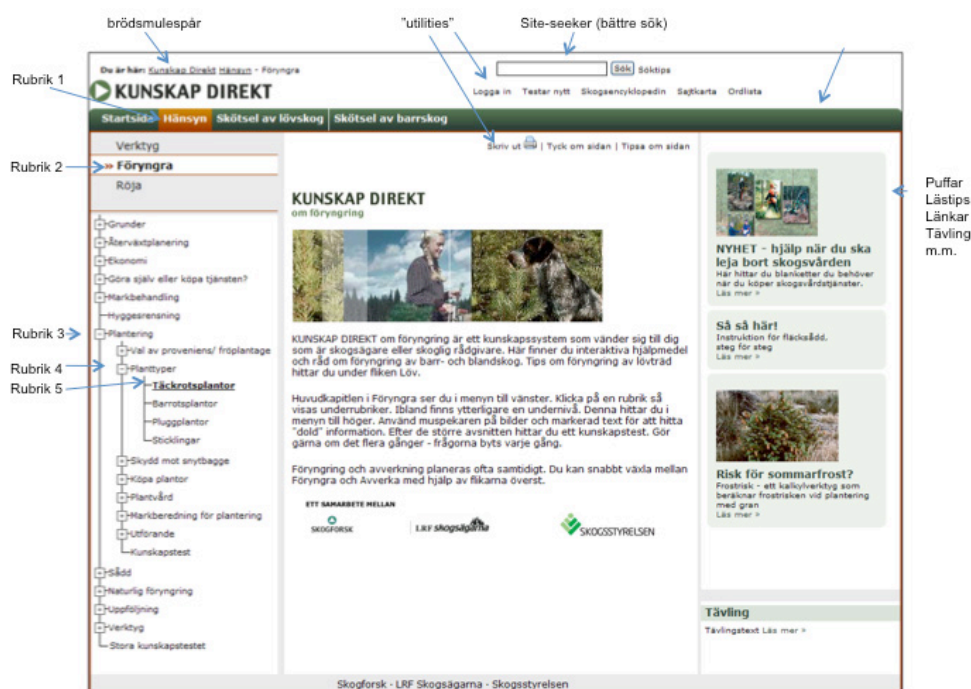 brödsmulespår
"utilities"
Site-seeker (bättre sök)
Du är här: Kunskap Direkt Hänsyn - Föryngra
Sök Söktips
Rubrik 1
KUNSKAP DIREKT
Logga in Testar nytt Skogsencyklopedin Sajtkarta Ordlista
Startsida Hänsyn Skötsel av lövskog Skötsel av barrskog
Verktyg
Skriv ut | Tyck om sidan | Tipsa om sidan
Rubrik 2
» Föryngra
Röja
Puffar
Lästips
Länkar
Tävling
m.m.
KUNSKAP DIREKT
om föryngring
Grunder
Återväxtplanering
Ekonomi
Göra själv eller köpa tjänsten?
Markbehandling
Hyggesrensning
Rubrik 3
Plantering
Val av proveniens/ fröplantage
Rubrik 4
Planttyper
Rubrik 5
Täckrotsplantor
Barrotsplantor
Pluggplantor
Sticklingar
Skydd mot snytbagge
Köpa plantor
Plantvård
Markberedning för plantering
Utförande
Kunskapstest
Sådd
Naturlig föryngring
Uppföljning
Verktyg
Stora kunskapstestet
KUNSKAP DIREKT om föryngring är ett kunskapssystem som vänder sig till dig
som är skogsägare eller skoglig rådgivare. Här finner du interaktiva hjälpmedel
och råd om föryngring av barr- och blandskog. Tips om föryngring av lövträd
hittar du under fliken Löv.
Huvudkapitlen i Föryngra ser du i menyn till vänster. Klicka på en rubrik så
visas underrubriker. Ibland finns ytterligare en undernivå. Denna hittar du i
menyn till höger. Använd muspekaren på bilder och markerad text för att hitta
"dold" information. Efter de större avsnitten hittar du ett kunskapstest. Gör
gärna om det flera gånger - frågorna byts varje gång.
Föryngring och avverkning planeras ofta samtidigt. Du kan snabbt växla mellan
Föryngra och Avverka med hjälp av flikarna överst.
ETT SAMARBETE MELLAN
SKOGFORSK
LRF Skogsägarna
SKOGSSTYRELSEN
NYHET - hjälp när du ska
leja bort skogsvården
Här hittar du blanketter du behöver
när du köper skogsvårdstjänster.
Läs mer »
Så så här!
Instruktion för fläcksådd,
steg för steg
Läs mer »
Risk för sommarfrost?
Frostrisk - ett kalkylverktyg som
beräknar frostrisken vid plantering
med gran
Läs mer »
Tävling
Tävlingstext Läs mer »
Skogforsk - LRF Skogsägarna - Skogsstyrelsen